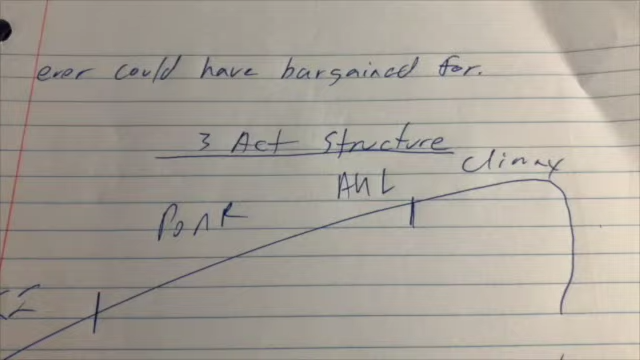 ever could have bargained for.
3 Act Structure
Climax
AHL
PONR